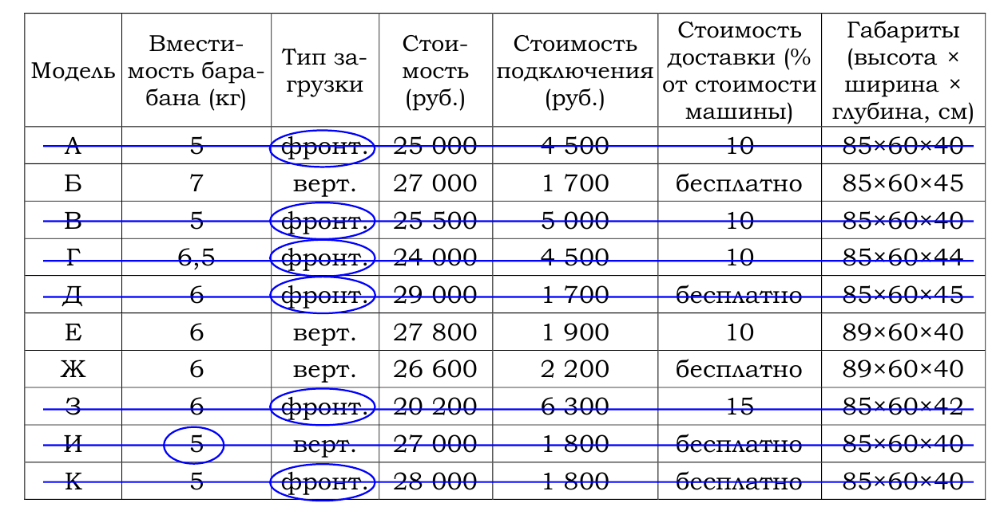 Модель
Вмести-
мость бара-
бана (кг)
Тип за-
грузки
Стои-
мость
(руб.)
Стоимость
подключения
(руб.)
Стоимость
доставки (%
от стоимости
машины)
Габариты
(высота ×
ширина ×
глубина, см)
А 5 фронт. 25 000 4 500 10 85×60×40
Б 7 верт. 27 000 1 700 бесплатно 85×60×45
В 5 фронт. 25 500 5 000 10 85×60×40
Г 6,5 фронт. 24 000 4 500 10 85×60×44
Д 6 фронт. 29 000 1 700 бесплатно 85×60×45
Е 6 верт. 27 800 1 900 10 89×60×40
Ж 6 верт. 26 600 2 200 бесплатно 89×60×40
З 6 фронт. 20 200 6 300 15 85×60×42
И 5 верт. 27 000 1 800 бесплатно 85×60×40
К 5 фронт. 28 000 1 800 бесплатно 85×60×40